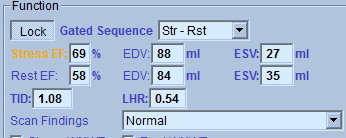 Function
Lock Gated Sequence Str - Rst
Stress EF: 69 % EDV: 88 ml ESV: 27 ml
Rest EF: 58 % EDV: 84 ml ESV: 35 ml
TID: 1.08 LHR: 0.54
Scan Findings Normal